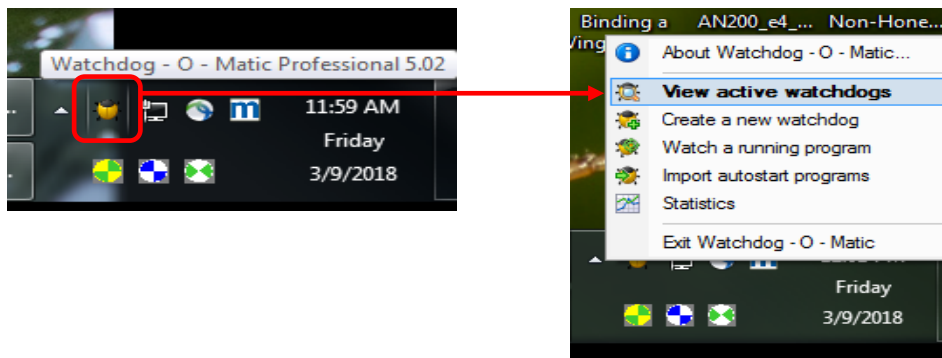 Watchdog - O - Matic Professional 5.02
11:59 AM
Friday
3/9/2018
Binding a AN200_e4_... Non-Hone...
About Watchdog - O - Matic...
View active watchdogs
Create a new watchdog
Watch a running program
Import autostart programs
Statistics
Exit Watchdog - O - Matic
Friday
3/9/2018